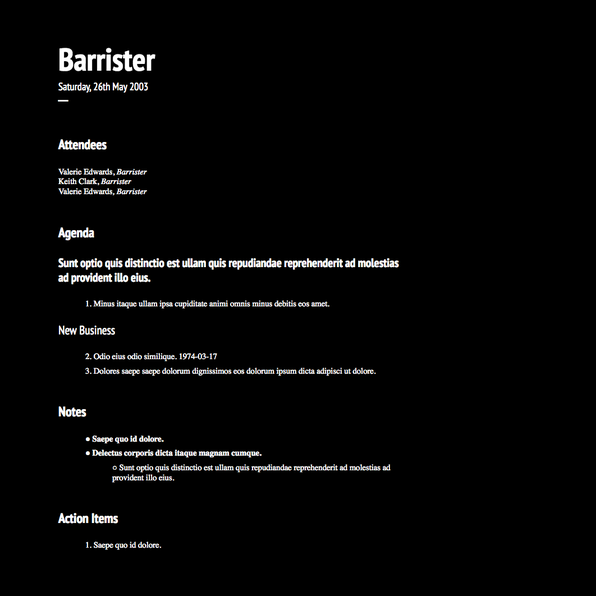 Barrister
Saturday, 26th May 2003
—
Attendees
Valerie Edwards, Barrister
Keith Clark, Barrister
Valerie Edwards, Barrister
Agenda
Sunt optio quis distinctio est ullam quis repudiandae reprehenderit ad molestias
ad provident illo eius.
1. Minus itaque ullam ipsa cupiditate animi omnis minus debitis eos amet.
New Business
2. Odio eius odio similique. 1974-03-17
3. Dolores saepe saepe dolorum dignissimos eos dolorum ipsum dicta adipisci ut dolore.
Notes
● Saepe quo id dolore.
● Delectus corporis dicta itaque magnam cumque.
○ Sunt optio quis distinctio est ullam quis repudiandae reprehenderit ad molestias ad
provident illo eius.
Action Items
1. Saepe quo id dolore.